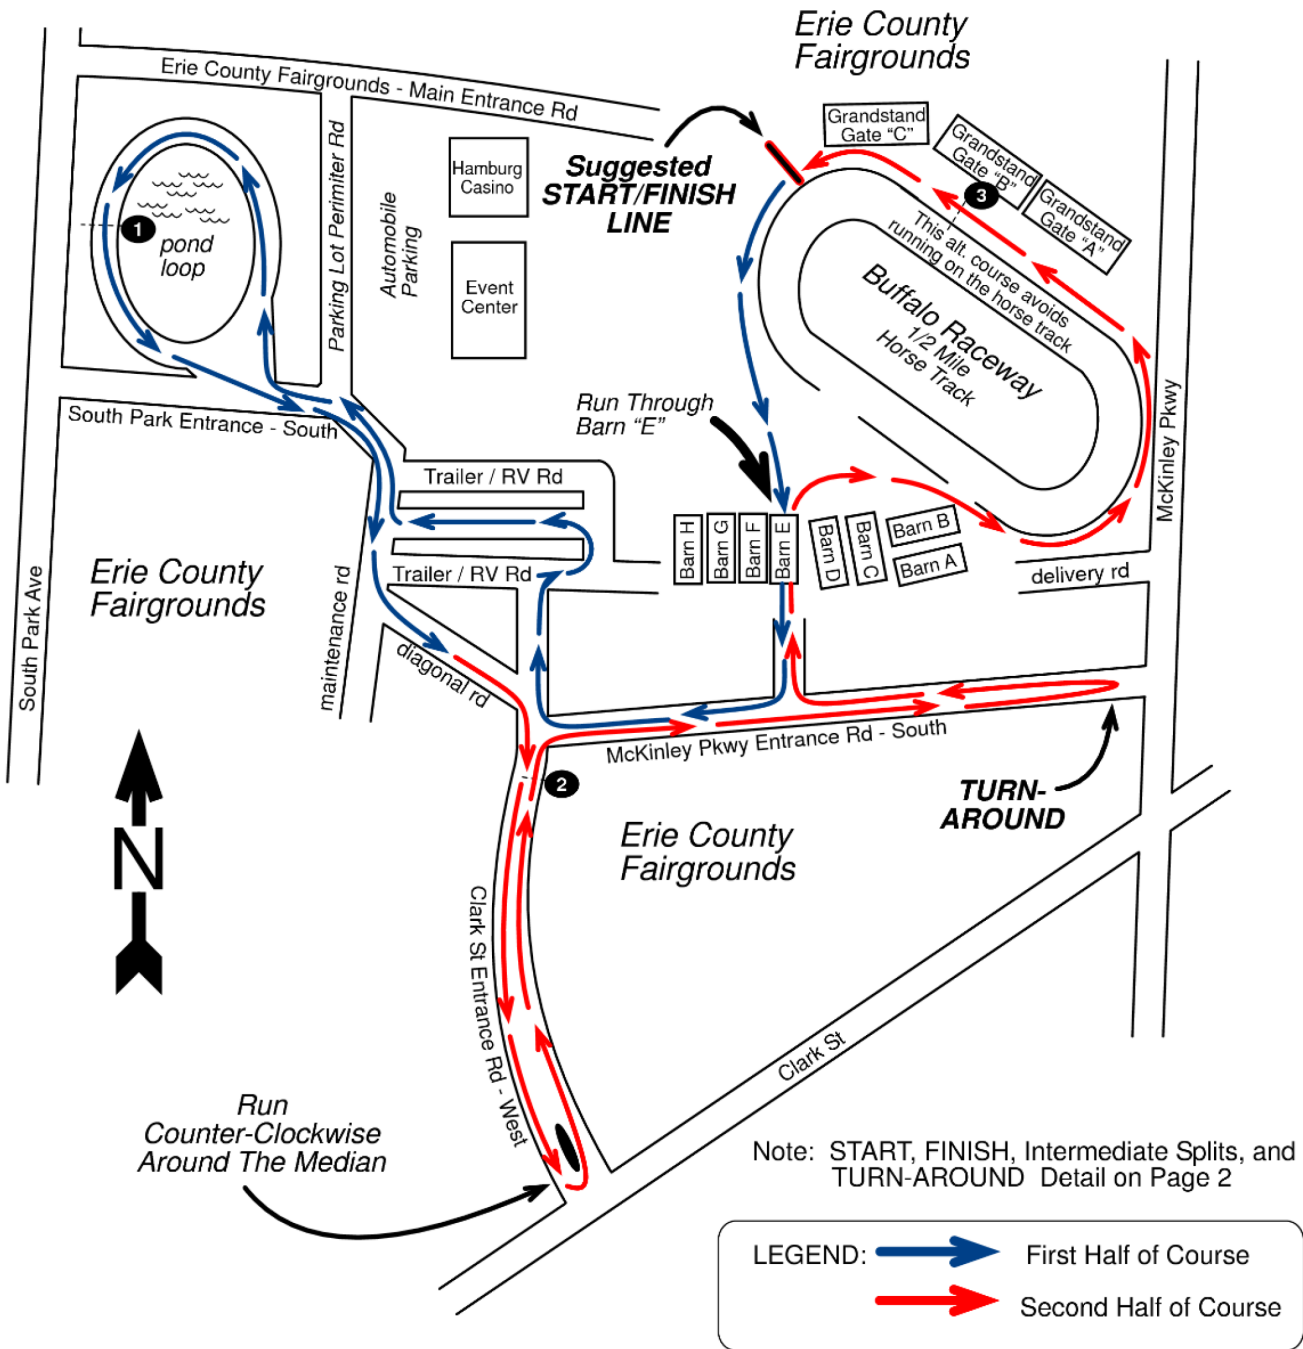 Erie County
Fairgrounds
Erie County Fairgrounds - Main Entrance Rd
Grandstand
Gate "C"
Grandstand
Gate "B"
Grandstand
Gate "A"
Suggested
START/FINISH
LINE
Hamburg
Casino
Parking Lot Perimiter Rd
Automobile
Parking
Event
Center
1
pond
loop
3
This alt. course avoids
running on the horse track
Buffalo Raceway
1/2 Mile
Horse Track
McKinley Pkwy
Run Through
Barn "E"
South Park Entrance - South
Trailer / RV Rd
Trailer / RV Rd
Barn H
Barn G
Barn F
Barn E
Barn D
Barn C
Barn B
Barn A
delivery rd
Erie County
Fairgrounds
South Park Ave
maintenance rd
diagonal rd
McKinley Pkwy Entrance Rd - South
2
TURN-
AROUND
Erie County
Fairgrounds
N
Clark St Entrance Rd - West
Clark St
Run
Counter-Clockwise
Around The Median
Note: START, FINISH, Intermediate Splits, and
TURN-AROUND Detail on Page 2
LEGEND:
First Half of Course
Second Half of Course